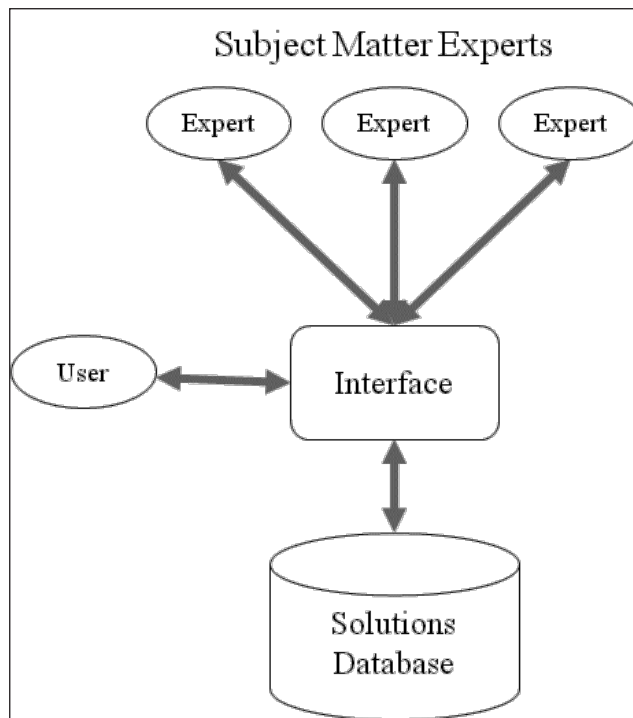 Subject Matter Experts
Expert
Expert
Expert
User
Interface
Solutions
Database